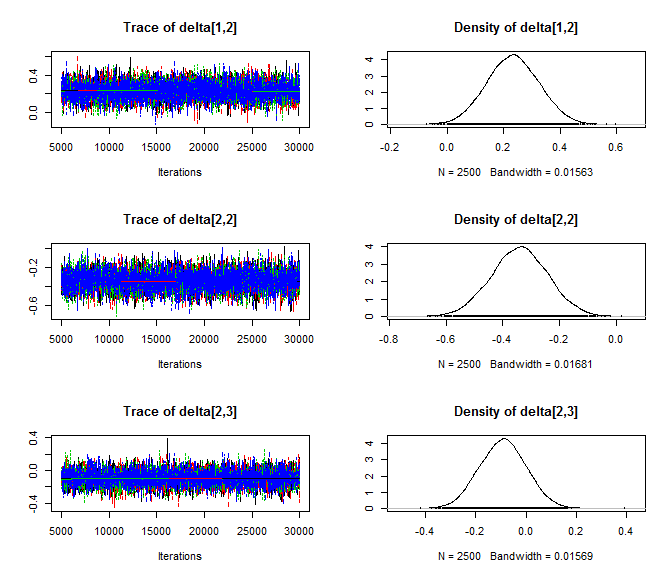 Trace of delta[1,2]
0.4
0.0
5000 10000 15000 20000 25000 30000
Iterations
Density of delta[1,2]
4
3
2
1
0
-0.2 0.0 0.2 0.4 0.6
N = 2500 Bandwidth = 0.01563
Trace of delta[2,2]
-0.2
-0.6
5000 10000 15000 20000 25000 30000
Iterations
Density of delta[2,2]
4
3
2
1
0
-0.8 -0.6 -0.4 -0.2 0.0
N = 2500 Bandwidth = 0.01681
Trace of delta[2,3]
0.4
0.0
-0.4
5000 10000 15000 20000 25000 30000
Iterations
Density of delta[2,3]
4
3
2
1
0
-0.4 -0.2 0.0 0.2 0.4
N = 2500 Bandwidth = 0.01569